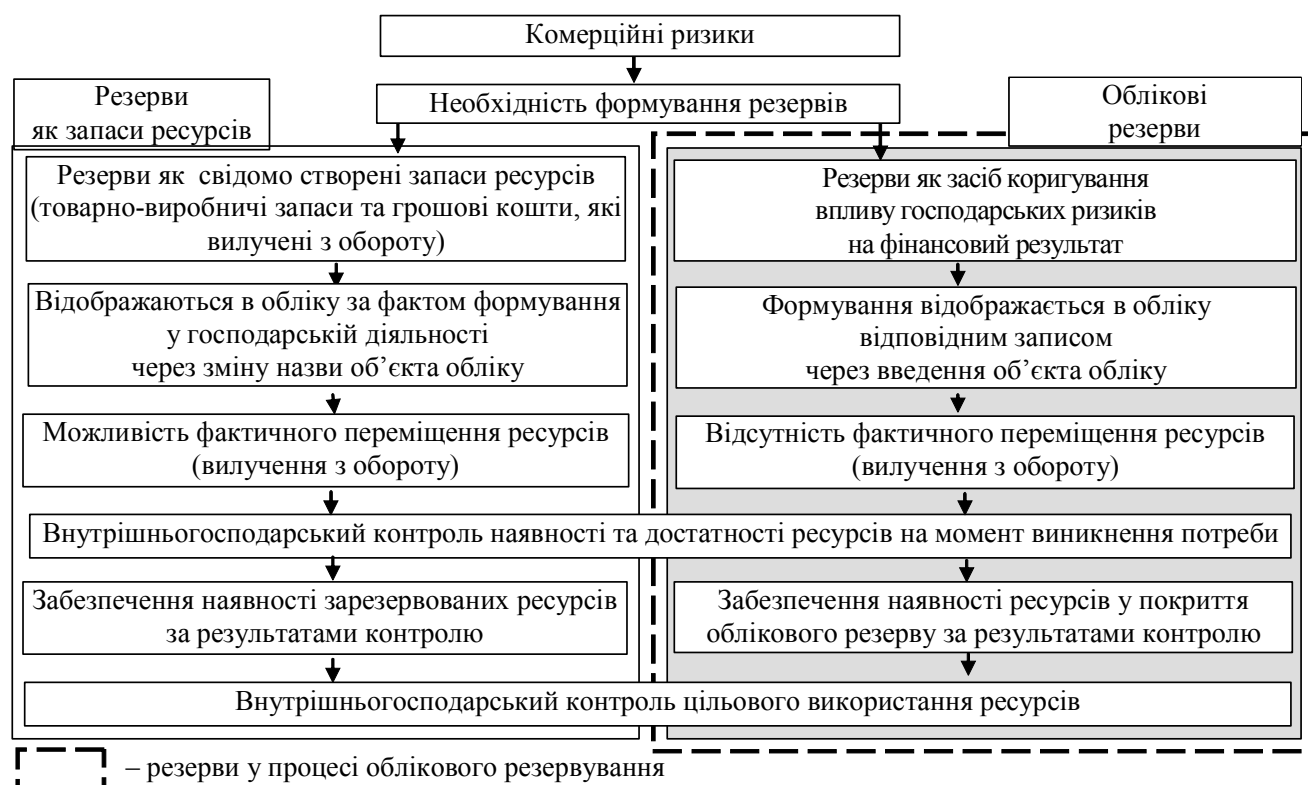 Комерційні ризики
Необхідність формування резервів
Резерви
як запаси ресурсів
Облікові
резерви
Резерви як свідомо створені запаси ресурсів
(товарно-виробничі запаси та грошові кошти, які
вилучені з обороту)
Резерви як засіб коригування
впливу господарських ризиків
на фінансовий результат
Відображаються в обліку за фактом формування
у господарській діяльності
через зміну назви об’єкта обліку
Формування відображається в обліку
відповідним записом
через введення об’єкта обліку
Можливість фактичного переміщення ресурсів
(вилучення з обороту)
Відсутність фактичного переміщення ресурсів
(вилучення з обороту)
Внутрішньогосподарський контроль наявності та достатності ресурсів на момент виникнення потреби
Забезпечення наявності зарезервованих ресурсів
за результатами контролю
Забезпечення наявності ресурсів у покриття
облікового резерву за результатами контролю
Внутрішньогосподарський контроль цільового використання ресурсів
– резерви у процесі облікового резервування